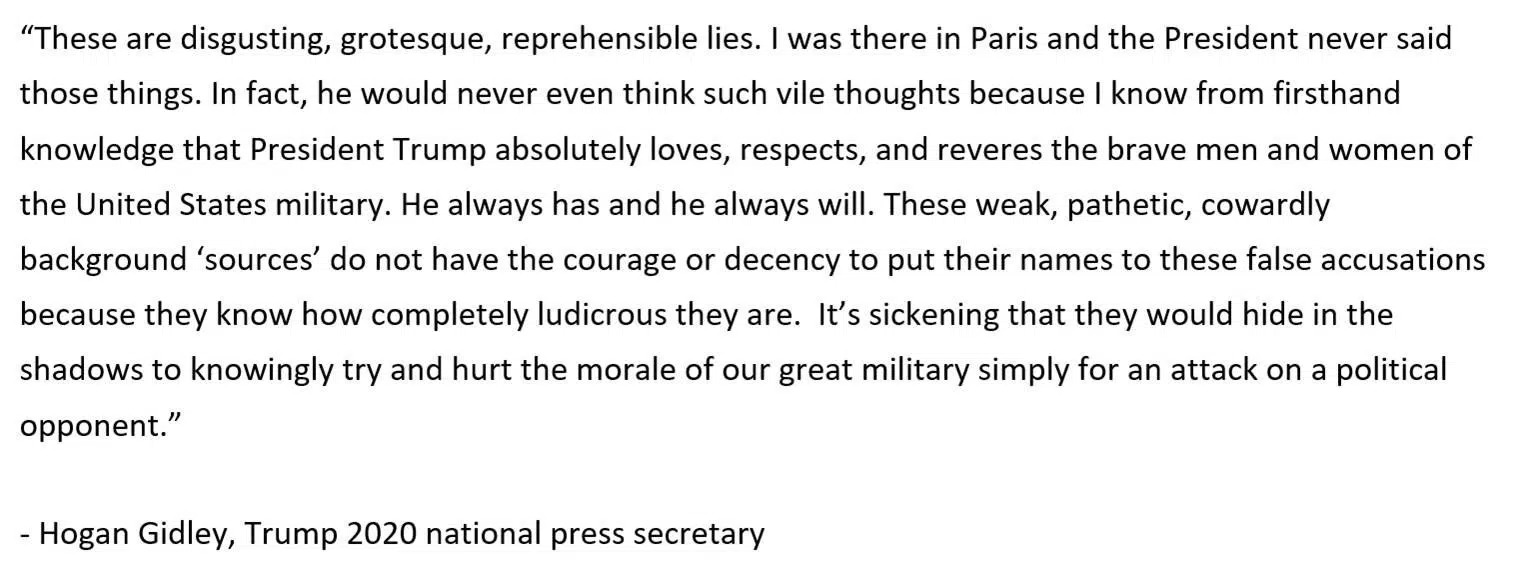 “These are disgusting, grotesque, reprehensible lies. I was there in Paris and the President never said
those things. In fact, he would never even think such vile thoughts because I know from firsthand
knowledge that President Trump absolutely loves, respects, and reveres the brave men and women of
the United States military. He always has and he always will. These weak, pathetic, cowardly
background ‘sources’ do not have the courage or decency to put their names to these false accusations
because they know how completely ludicrous they are.  It’s sickening that they would hide in the
shadows to knowingly try and hurt the morale of our great military simply for an attack on a political
opponent.”
- Hogan Gidley, Trump 2020 national press secretary